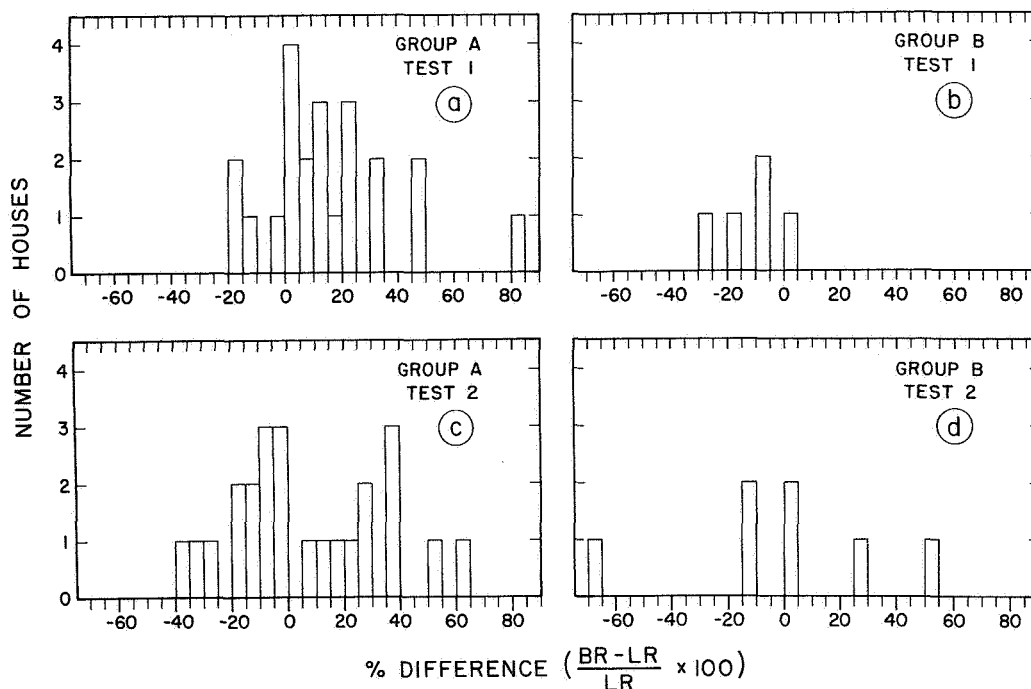 NUMBER OF HOUSES
GROUP A
TEST 1
a
4
3
2
1
0
-60 -40 -20 0 20 40 60 80
GROUP B
TEST 1
b
-60 -40 -20 0 20 40 60 80
GROUP A
TEST 2
c
4
3
2
1
0
-60 -40 -20 0 20 40 60 80
GROUP B
TEST 2
d
-60 -40 -20 0 20 40 60 80
% DIFFERENCE (BR-LR/LR × 100)